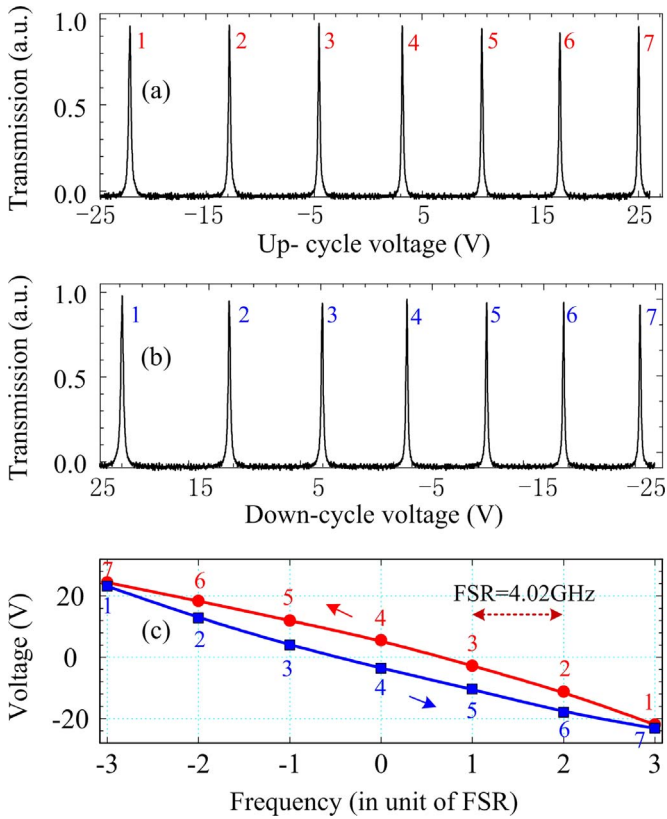 1.0
0.5
0.0
Transmission (a.u.)
1 2 3 4 5 6 7
(a)
-25 -15 -5 5 15 25
Up- cycle voltage (V)
1.0
0.5
0.0
Transmission (a.u.)
1 2 3 4 5 6 7
(b)
25 15 5 -5 -15 -25
Down-cycle voltage (V)
20
0
-20
Voltage (V)
7 6 5 4 3 2 1
FSR=4.02GHz
(c)
1 2 3 4 5 6 7
-3 -2 -1 0 1 2 3
Frequency (in unit of FSR)